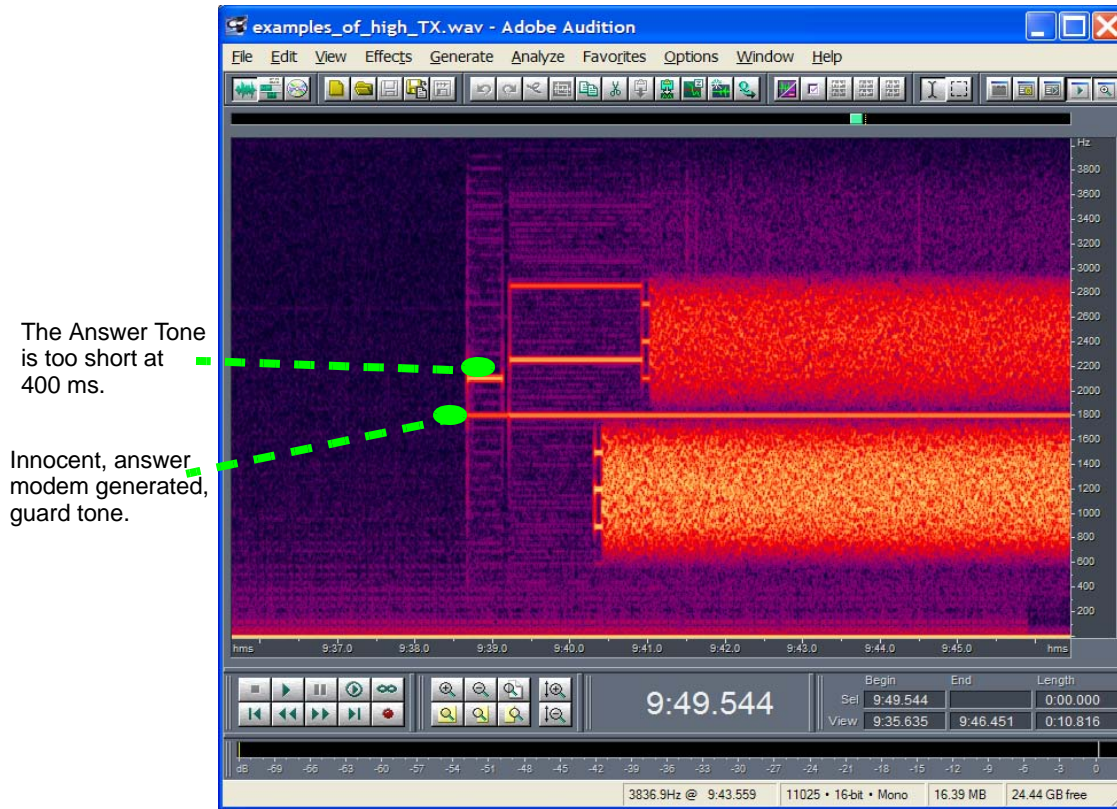 examples_of_high_TX.wav - Adobe Audition
File Edit View Effects Generate Analyze Favorites Options Window Help
Hz
3800
3600
3400
3200
3000
2800
2600
2400
2200
2000
1800
1600
1400
1200
1000
800
600
400
200
The Answer Tone
is too short at
400 ms.
Innocent, answer
modem generated,
guard tone.
hms 9:37.0 9:38.0 9:39.0 9:40.0 9:41.0 9:42.0 9:43.0 9:44.0 9:45.0 hms
9:49.544
Begin End Length
Sel 9:49.544 0:00.000
View 9:35.635 9:46.451 0:10.816
dB -69 -66 -63 -60 -57 -54 -51 -48 -45 -42 -39 -36 -33 -30 -27 -24 -21 -18 -15 -12 -9 -6 -3 0
3836.9Hz @ 9:43.559 11025 • 16-bit • Mono 16.39 MB 24.44 GB free